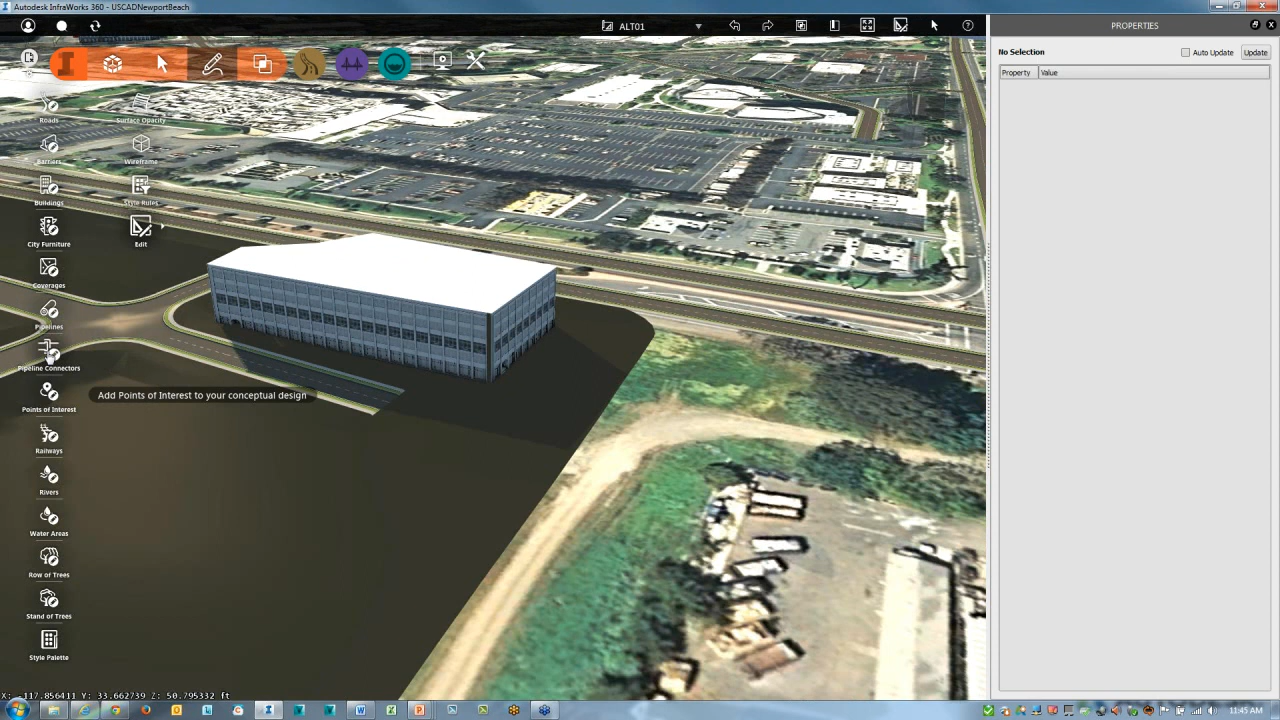 Autodesk InfraWorks 360 - USCADNewportBeach
ALT01
Roads
Barriers
Buildings
City Furniture
Coverages
Pipelines
Pipeline Connectors
Points of Interest
Railways
Rivers
Water Areas
Row of Trees
Stand of Trees
Style Palette
Surface Opacity
Wireframe
Style Rules
Edit
Add Points of Interest to your conceptual design
X: -117.856411 Y: 33.662739 Z: 50.795332 ft
PROPERTIES
No Selection
Auto Update
Update
Property Value
11:45 AM